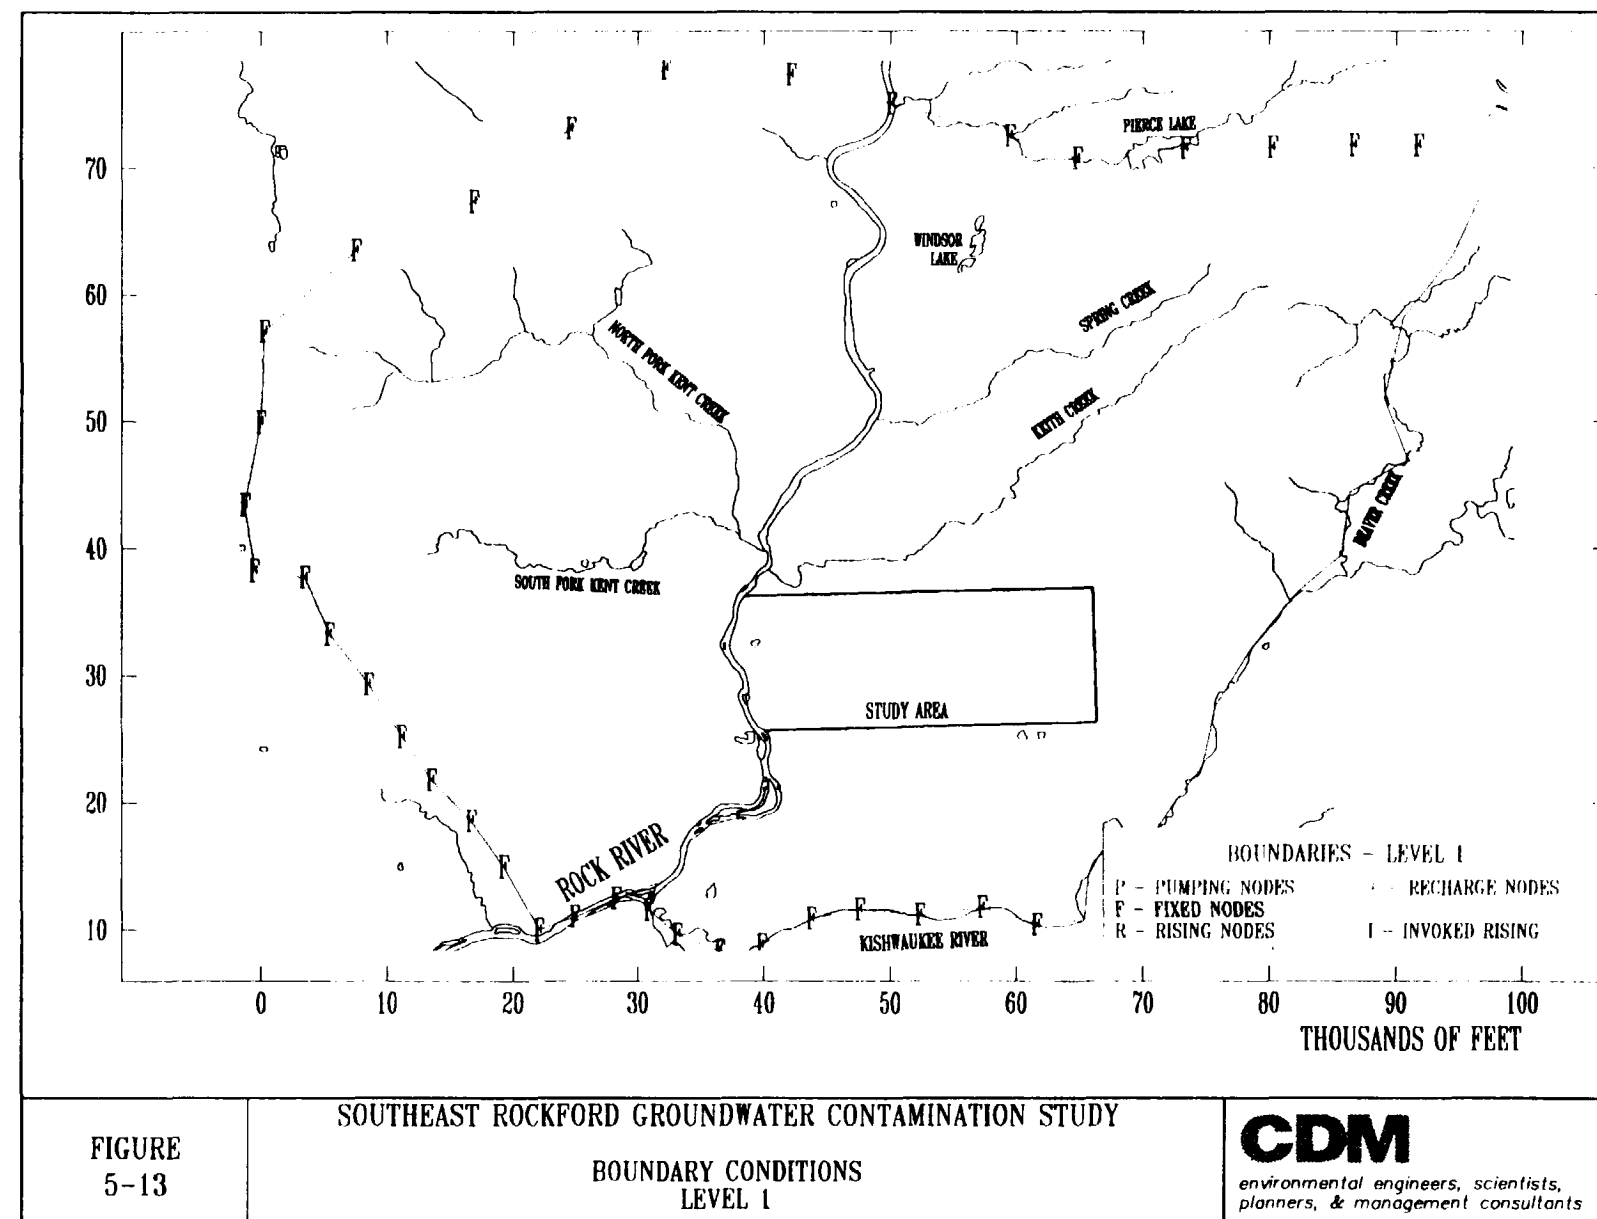 F F
F R
F PIERCE LAKE
F F F F F F
70
F
WINDSOR
LAKE
F
60
SPRING CREEK
F
NORTH FORK KENT CREEK
KEITH CREEK
50
F
F
BEAVER CREEK
40
F F
SOUTH FORK KENT CREEK
F
30
F
STUDY AREA
F
F
20
F
ROCK RIVER
F
BOUNDARIES - LEVEL 1
P - PUMPING NODES - RECHARGE NODES
F - FIXED NODES
R - RISING NODES I - INVOKED RISING
F F F F F F F F F
10
F F F F
KISHWAUKEE RIVER
0 10 20 30 40 50 60 70 80 90 100
THOUSANDS OF FEET
FIGURE
5-13
SOUTHEAST ROCKFORD GROUNDWATER CONTAMINATION STUDY
BOUNDARY CONDITIONS
LEVEL 1
CDM
environmental engineers, scientists,
planners, & management consultants